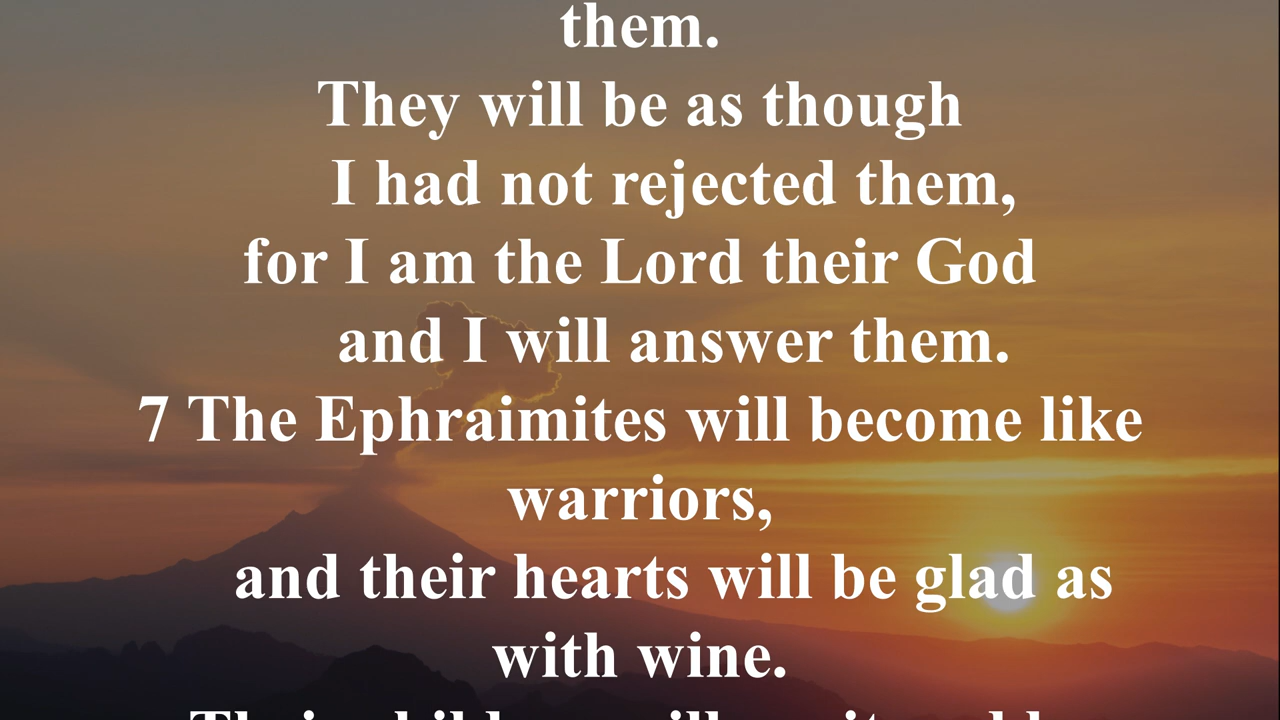 them.
They will be as though
I had not rejected them,
for I am the Lord their God
and I will answer them.
7 The Ephraimites will become like
warriors,
and their hearts will be glad as
with wine.